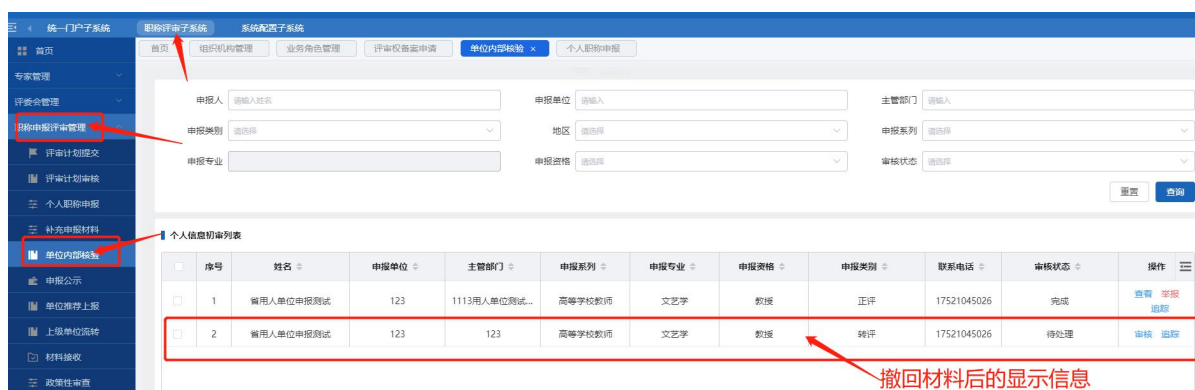 统一门户子系统 职称评审子系统 系统配置子系统
首页 首页 组织机构管理 业务角色管理 评审权备案申请 单位内部核验 × 个人职称申报
专家管理
评委会管理 申报人 请输入姓名 申报单位 请输入 主管部门 请输入
职称申报评审管理 申报类别 请选择 地区 请选择 申报系列 请选择
评审计划提交 申报专业 申报资格 请选择 审核状态 请选择
评审计划审核
个人职称申报 重置 查询
补充申报材料 个人信息初审列表
单位内部核验 序号 姓名 申报单位 主管部门 申报系列 申报专业 申报资格 申报类别 联系电话 审核状态 操作
申报公示
单位推荐上报 1 省用人单位申报测试 123 1113用人单位测试... 高等学校教师 文艺学 教授 正评 17521045026 完成 查看 举报
追踪
上级单位流转 2 省用人单位申报测试 123 123 高等学校教师 文艺学 教授 转评 17521045026 待处理 审核 追踪
材料接收
政策性审查 撤回材料后的显示信息